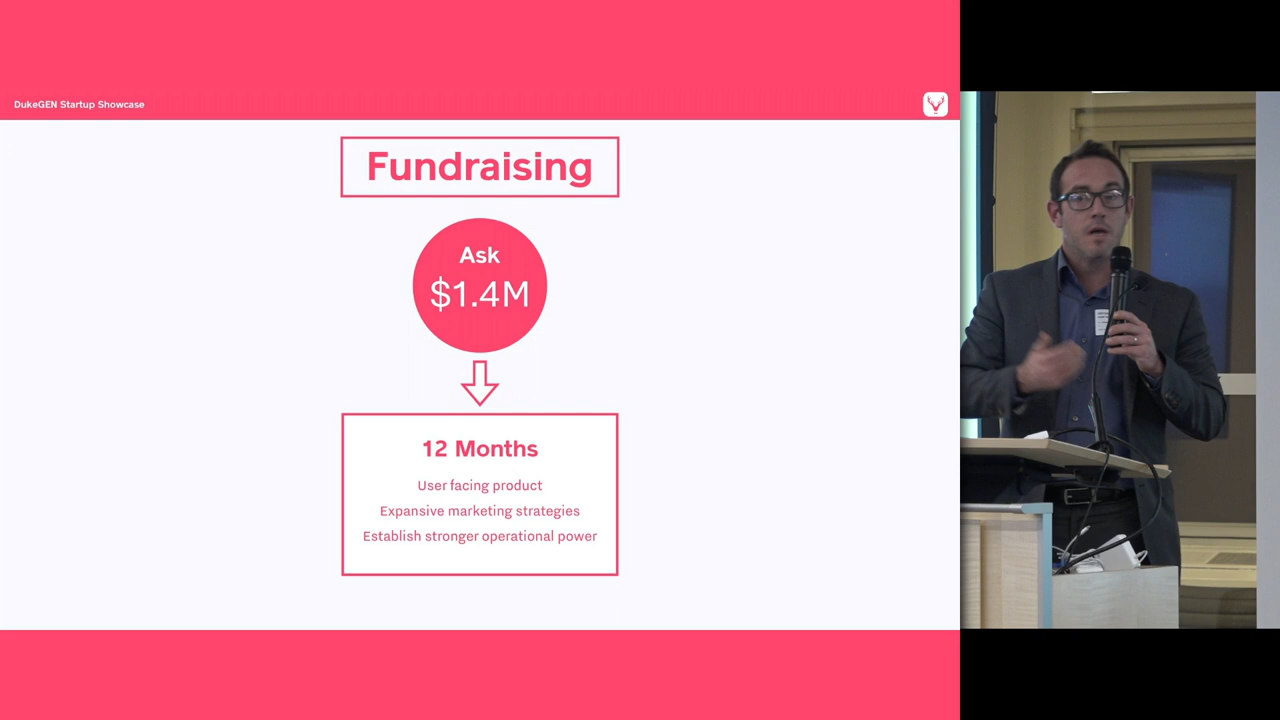 DukeGEN Startup Showcase
Fundraising
Ask
$1.4M
12 Months
User facing product
Expansive marketing strategies
Establish stronger operational power